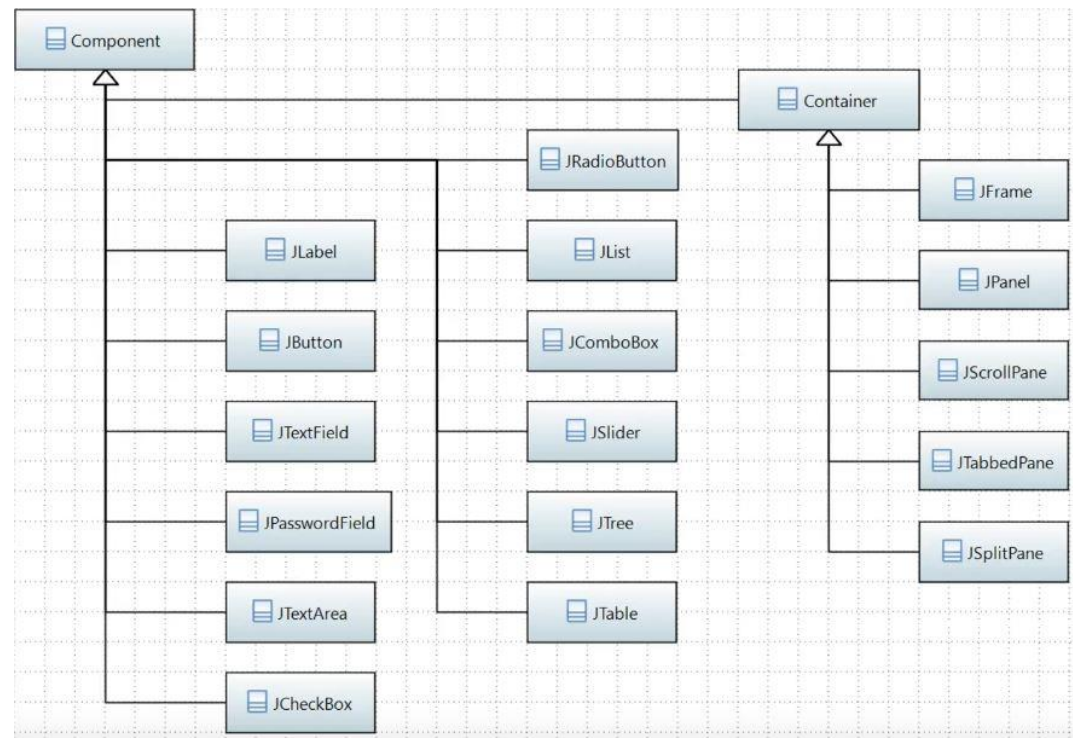 Component
Container
JRadioButton
JFrame
JLabel
JList
JPanel
JButton
JComboBox
JScrollPane
JTextField
JSlider
JTabbedPane
JPasswordField
JTree
JSplitPane
JTextArea
JTable
JCheckBox